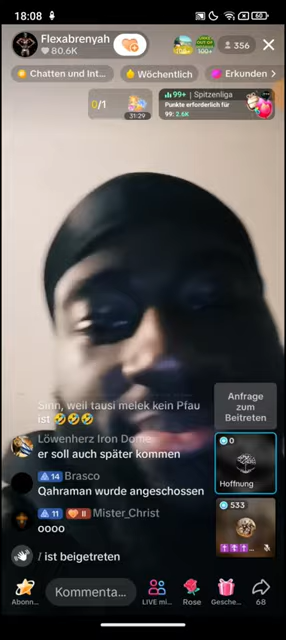 18:08
60
Flexabrenyah
80.6K
100+
356
Chatten und Int...
Wöchentlich
Erkunden
0/1
31:29
99+ | Spitzenliga
Punkte erforderlich für
99: 2.6K
Sinn, weil tausi melek kein Pfau
ist 🤣🤣🤣
Löwenherz Iron Dome
er soll auch später kommen
14 Brasco
Qahraman wurde angeschossen
11 II Mister_Christ
oooo
/ ist beigetreten
Anfrage
zum
Beitreten
0
Hoffnung
533
Kommenta...
Abonn...
LIVE mi...
Rose
Gesche...
68